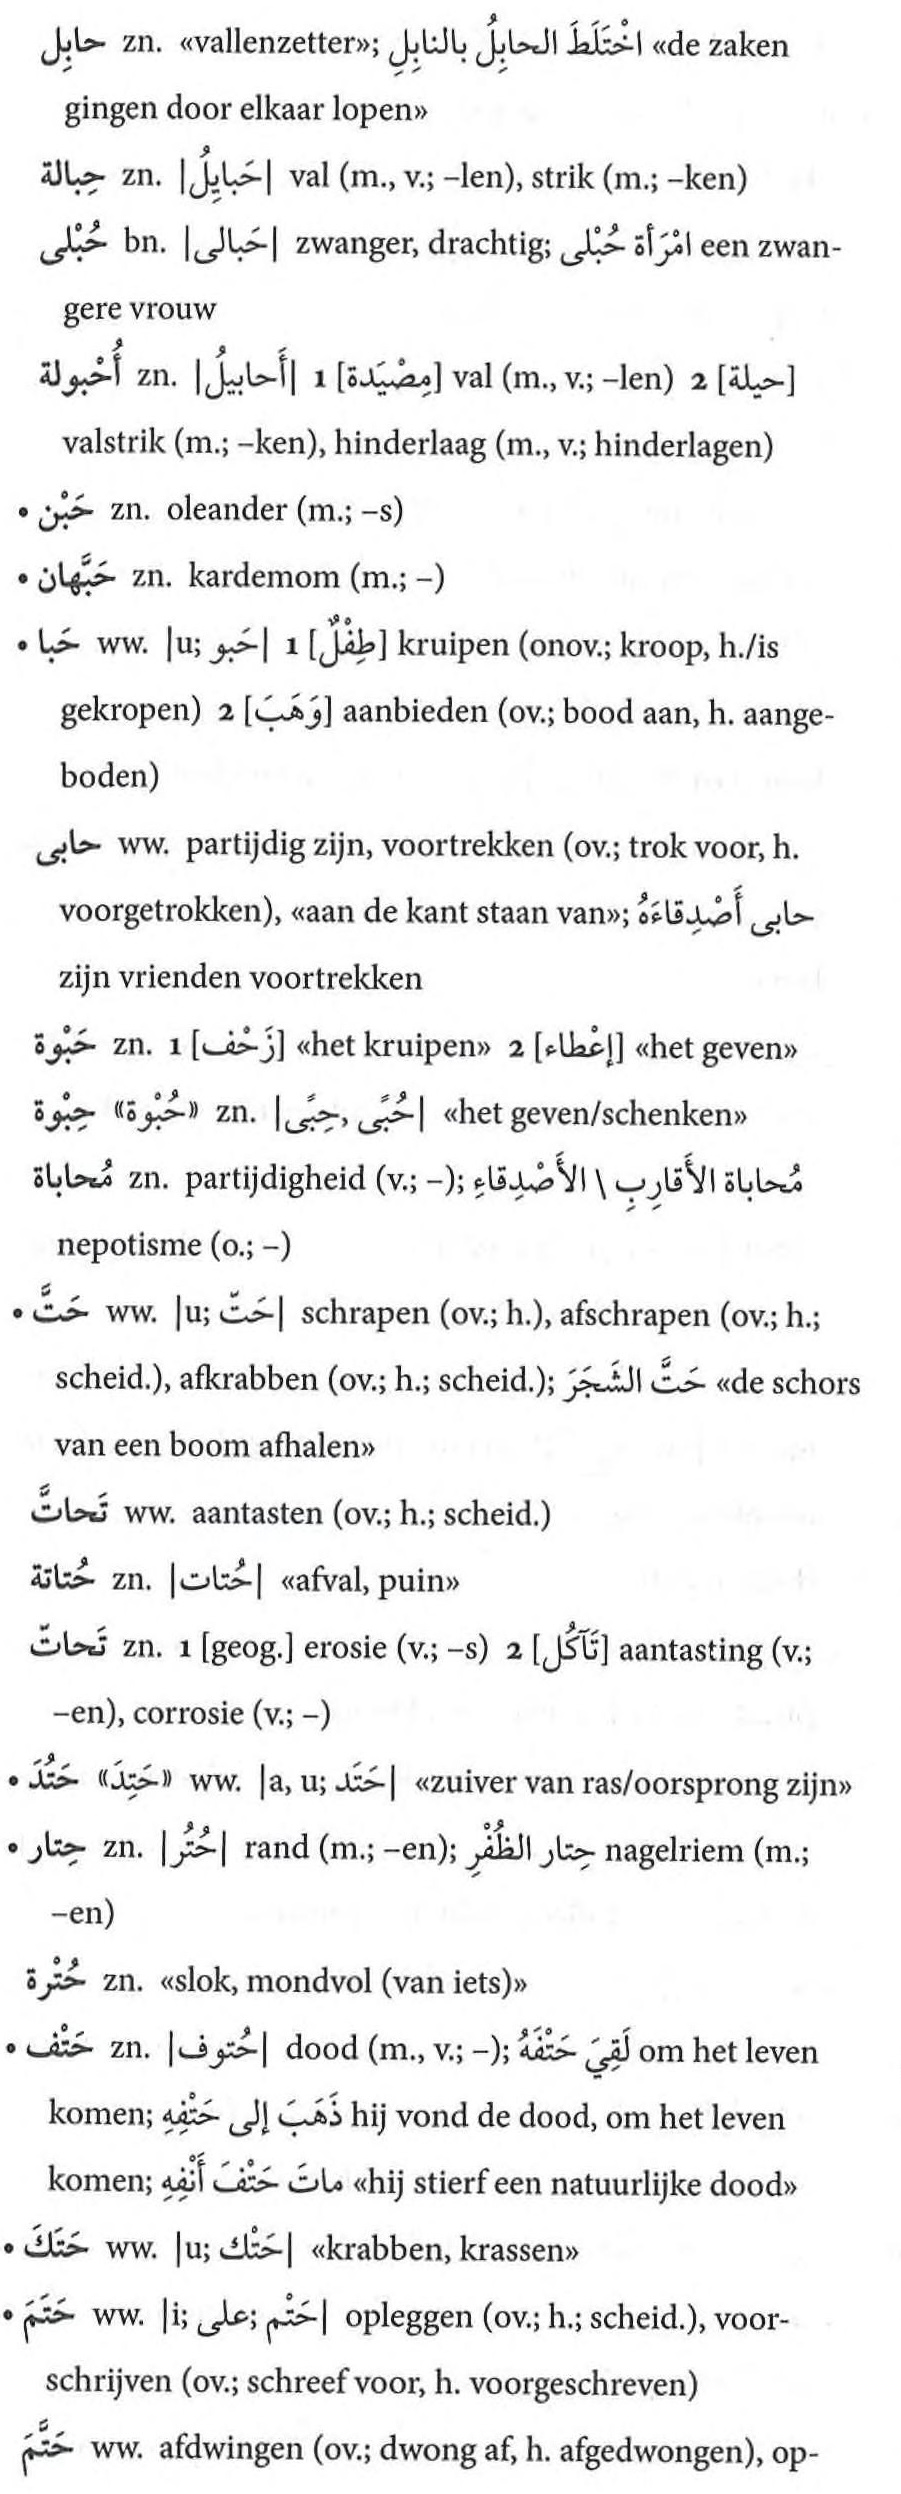 حابِل zn. «vallenzetter»; اخْتَلَطَ الحابِلُ بالنابِلِ «de zaken
gingen door elkaar lopen»
حِبالة zn. |حَبايِلُ| val (m., v.; –len), strik (m.; –ken)
حُبْلى bn. |حَبالى| zwanger, drachtig; امْرَأة حُبْلى een zwan-
gere vrouw
أُحْبولة zn. |أَحابيلُ| 1 [مِصْيَدة] val (m., v.; –len) 2 [حيلة]
valstrik (m.; –ken), hinderlaag (m., v.; hinderlagen)
• حَبْن zn. oleander (m.; –s)
• حَبَّهان zn. kardemom (m.; –)
• حَبا ww. |u; حَبو| 1 [طِفْلٌ] kruipen (onov.; kroop, h./is
gekropen) 2 [وَهَبَ] aanbieden (ov.; bood aan, h. aange-
boden)
حابى ww. partijdig zijn, voortrekken (ov.; trok voor, h.
voorgetrokken), «aan de kant staan van»; حابى أَصْدِقاءَهُ
zijn vrienden voortrekken
حَبْوة zn. 1 [زَحْف] «het kruipen» 2 [إعْطاء] «het geven»
حِبْوة «حُبْوة» zn. |حُبًى, حِبًى| «het geven/schenken»
مُحاباة zn. partijdigheid (v.; –); مُحاباة الأَقارِبِ \ الأَصْدِقاءِ
nepotisme (o.; –)
• حَتَّ ww. |u; حَتّ| schrapen (ov.; h.), afschrapen (ov.; h.;
scheid.), afkrabben (ov.; h.; scheid.); حَتَّ الشَّجَرَ «de schors
van een boom afhalen»
تَحاتَّ ww. aantasten (ov.; h.; scheid.)
حُتاتة zn. |حُتات| «afval, puin»
تَحاتّ zn. 1 [geog.] erosie (v.; –s) 2 [تَآكُل] aantasting (v.;
–en), corrosie (v.; –)
• حَتُدَ «حَتِدَ» ww. |a, u; حَتَد| «zuiver van ras/oorsprong zijn»
• حِتار zn. |حُتُر| rand (m.; –en); حِتار الظُفْرِ nagelriem (m.;
–en)
حُتْرة zn. «slok, mondvol (van iets)»
• حَتْف zn. |حُتوف| dood (m., v.; –); لَقِيَ حَتْفَهُ om het leven
komen; ذَهَبَ إلى حَتْفِهِ hij vond de dood, om het leven
komen; ماتَ حَتْفَ أَنْفِهِ «hij stierf een natuurlijke dood»
• حَتَكَ ww. |u; حَتْك| «krabben, krassen»
• حَتَمَ ww. |i; حَتْم; على| opleggen (ov.; h.; scheid.), voor-
schrijven (ov.; schreef voor, h. voorgeschreven)
حَتَّمَ ww. afdwingen (ov.; dwong af, h. afgedwongen), op-